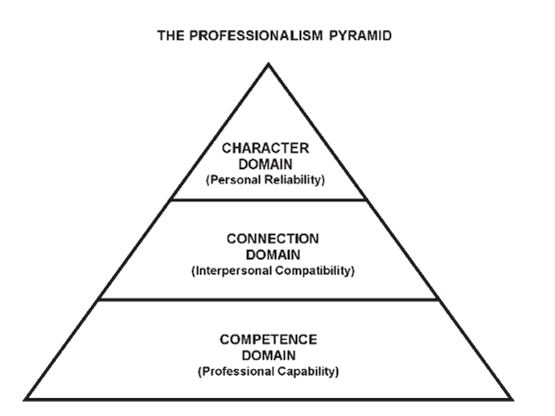 THE PROFESSIONALISM PYRAMID
CHARACTER
DOMAIN
(Personal Reliability)
CONNECTION
DOMAIN
(Interpersonal Compatibility)
COMPETENCE
DOMAIN
(Professional Capability)